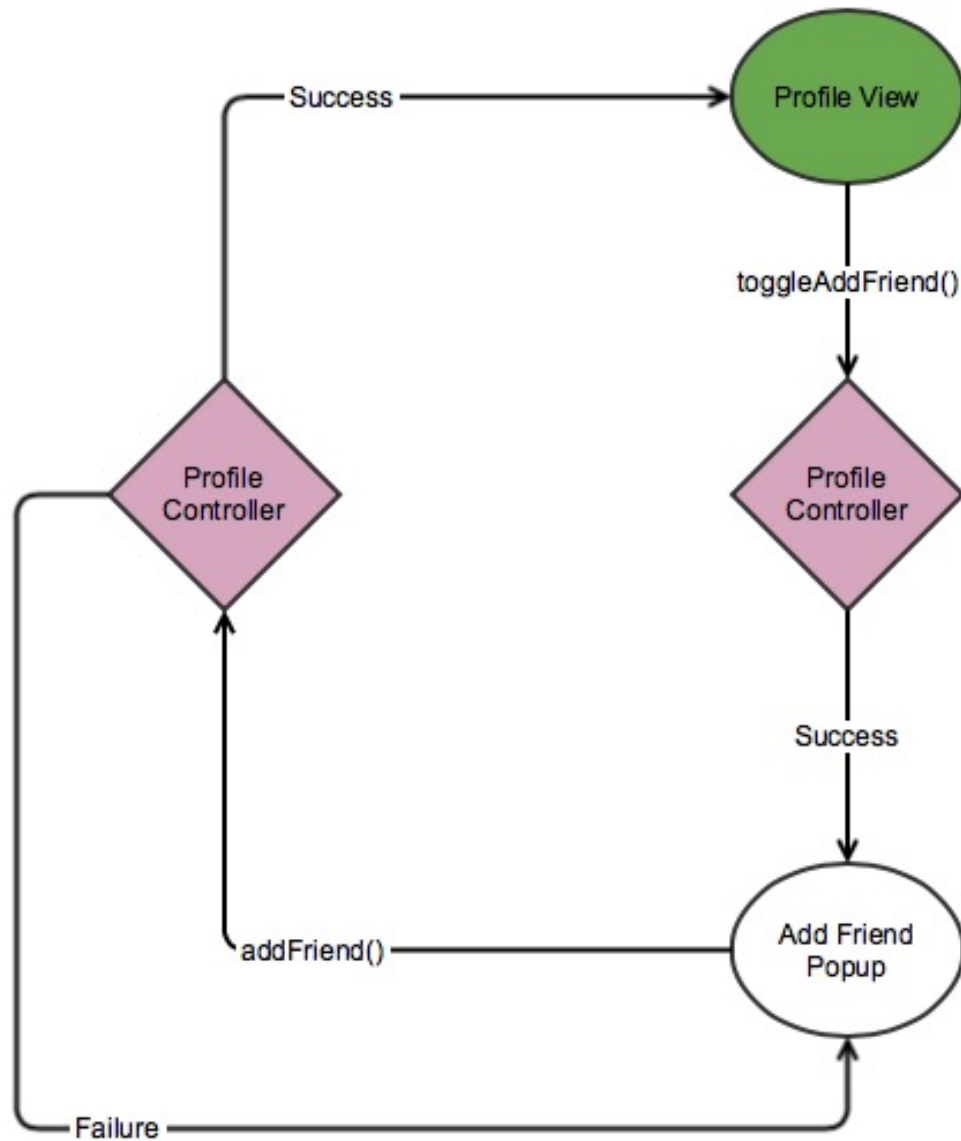 Success
Profile View
toggleAddFriend()
Profile
Controller
Profile
Controller
Success
addFriend()
Add Friend
Popup
Failure